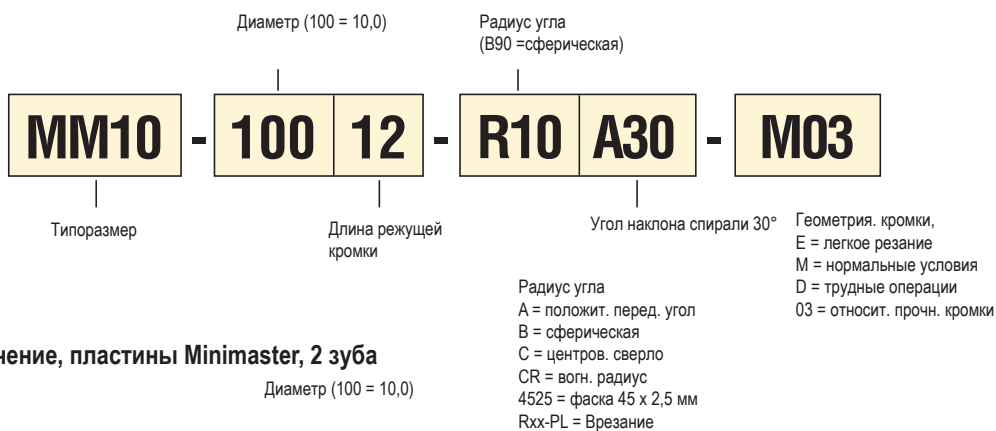 Диаметр (100 = 10,0)
Радиус угла
(B90 =сферическая)
MM10 - 100 12 - R10 A30 - M03
Типоразмер
Длина режущей
кромки
Угол наклона спирали 30°
Геометрия. кромки,
E = легкое резание
M = нормальные условия
D = трудные операции
03 = относит. прочн. кромки
Радиус угла
A = положит. перед. угол
B = сферическая
C = центров. сверло
CR = вогн. радиус
4525 = фаска 45 x 2,5 мм
Rxx-PL = Врезание
чение, пластины Minimaster, 2 зуба
Диаметр (100 = 10,0)